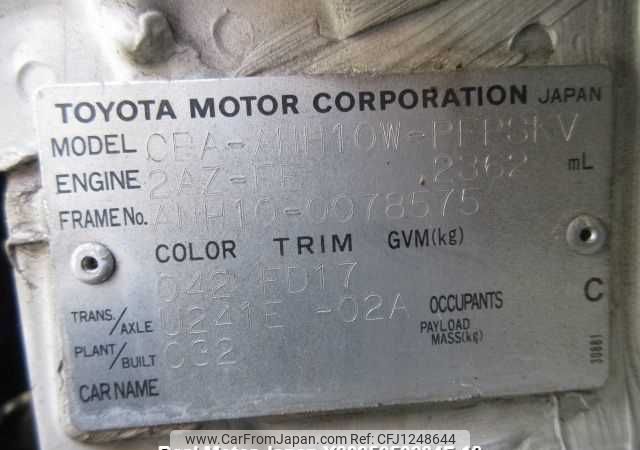 TOYOTA MOTOR CORPORATION JAPAN
MODEL CBA-ANH10W-PFPSKV
ENGINE 2AZ-FE 2362 mL
FRAME No. ANH10-0078575
COLOR TRIM GVM(kg)
042 FD17
TRANS./AXLE U241E -02A OCCUPANTS C
PAYLOAD MASS(kg)
PLANT/BUILT C32
30881
CAR NAME
www.CarFromJapan.com - CFJ1248644